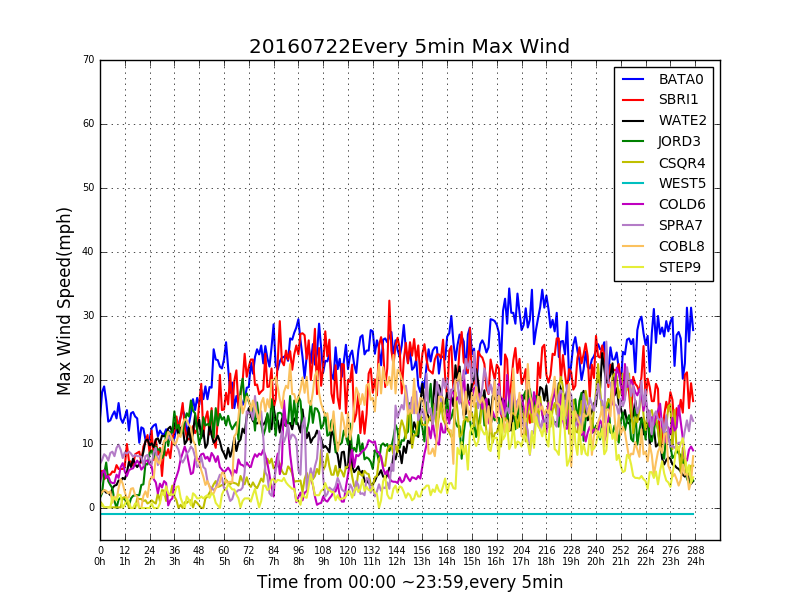 20160722Every 5min Max Wind
70
60
50
40
30
20
10
0
Max Wind Speed(mph)
BATA0
SBRI1
WATE2
JORD3
CSQR4
WEST5
COLD6
SPRA7
COBL8
STEP9
0 12 24 36 48 60 72 84 96 108 120 132 144 156 168 180 192 204 216 228 240 252 264 276 288
0h 1h 2h 3h 4h 5h 6h 7h 8h 9h 10h 11h 12h 13h 14h 15h 16h 17h 18h 19h 20h 21h 22h 23h 24h
Time from 00:00 ~23:59,every 5min